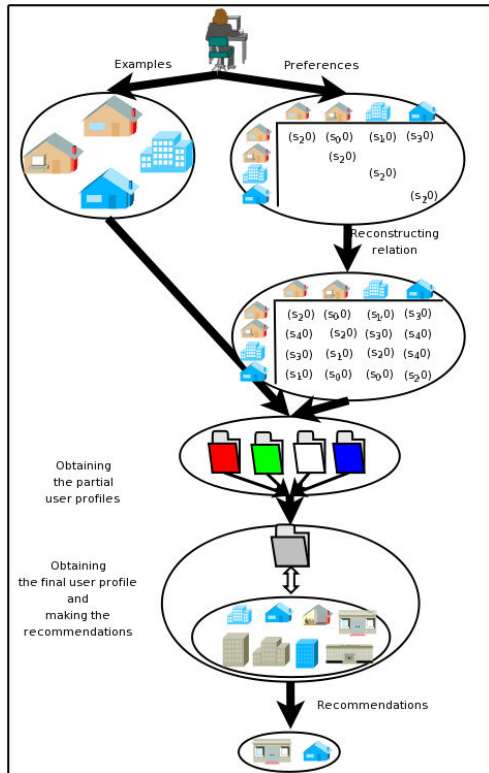 Examples
Preferences
(s₂0) (s₀0) (s₁0) (s₃0)
(s₂0)
(s₂0)
(s₂0)
Reconstructing
relation
(s₂0) (s₀0) (s₁0) (s₃0)
(s₄0) (s₂0) (s₃0) (s₄0)
(s₃0) (s₁0) (s₂0) (s₄0)
(s₁0) (s₀0) (s₀0) (s₂0)
Obtaining
the partial
user profiles
Obtaining
the final user profile
and
making the
recommendations
Recommendations